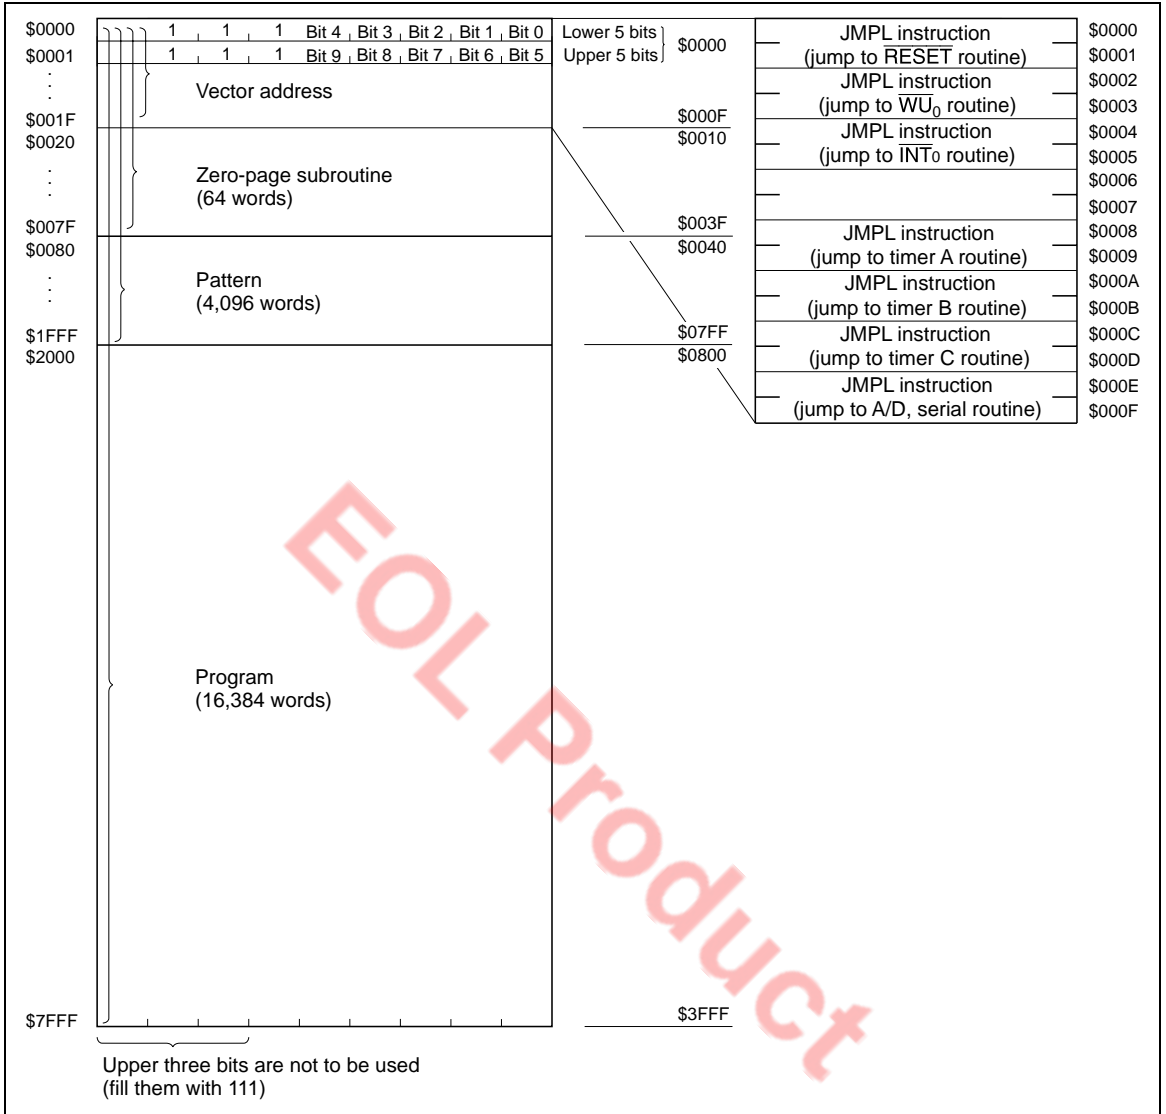 $0000 1 1 1 Bit 4 Bit 3 Bit 2 Bit 1 Bit 0 Lower 5 bits
$0001 1 1 1 Bit 9 Bit 8 Bit 7 Bit 6 Bit 5 Upper 5 bits
$0000
Vector address
$001F
$0020
$000F
$0010
Zero-page subroutine
(64 words)
$007F
$0080
$003F
$0040
Pattern
(4,096 words)
$1FFF
$2000
$07FF
$0800
Program
(16,384 words)
$7FFF
$3FFF
Upper three bits are not to be used
(fill them with 111)
JMPL instruction $0000
(jump to RESET routine) $0001
JMPL instruction $0002
(jump to WU0 routine) $0003
JMPL instruction $0004
(jump to INT0 routine) $0005
$0006
$0007
JMPL instruction $0008
(jump to timer A routine) $0009
JMPL instruction $000A
(jump to timer B routine) $000B
JMPL instruction $000C
(jump to timer C routine) $000D
JMPL instruction $000E
(jump to A/D, serial routine) $000F
EOL Product